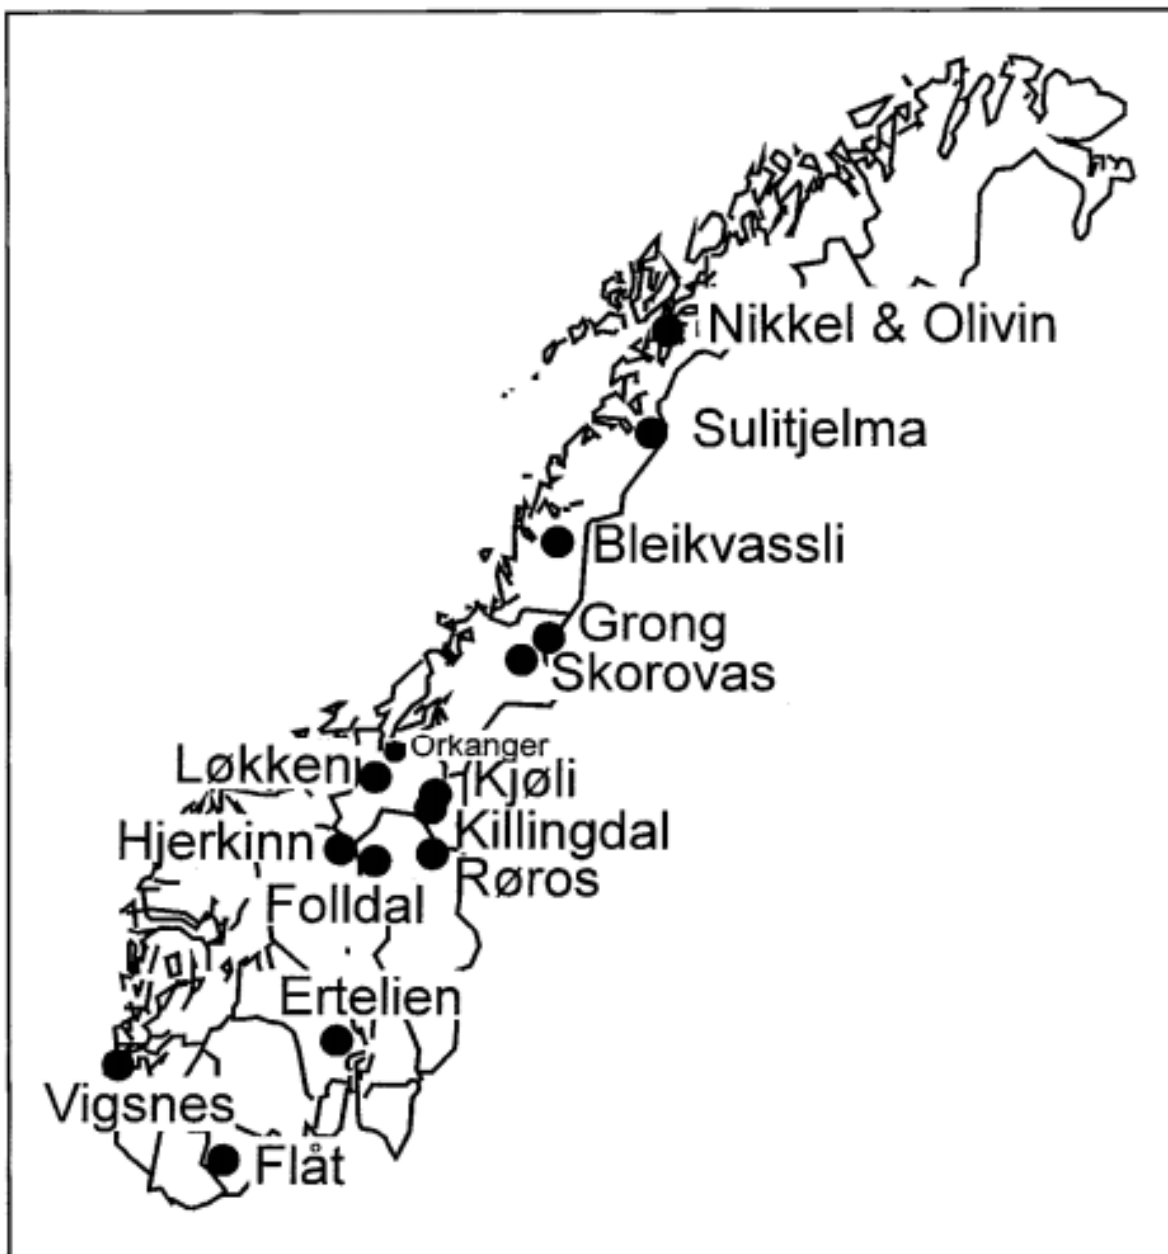 Nikkel & Olivin
Sulitjelma
Bleikvassli
Grong
Skorovas
Orkanger
Løkken
Kjøli
Hjerkinn
Killingdal
Røros
Folldal
Ertelien
Vigsnes
Flåt